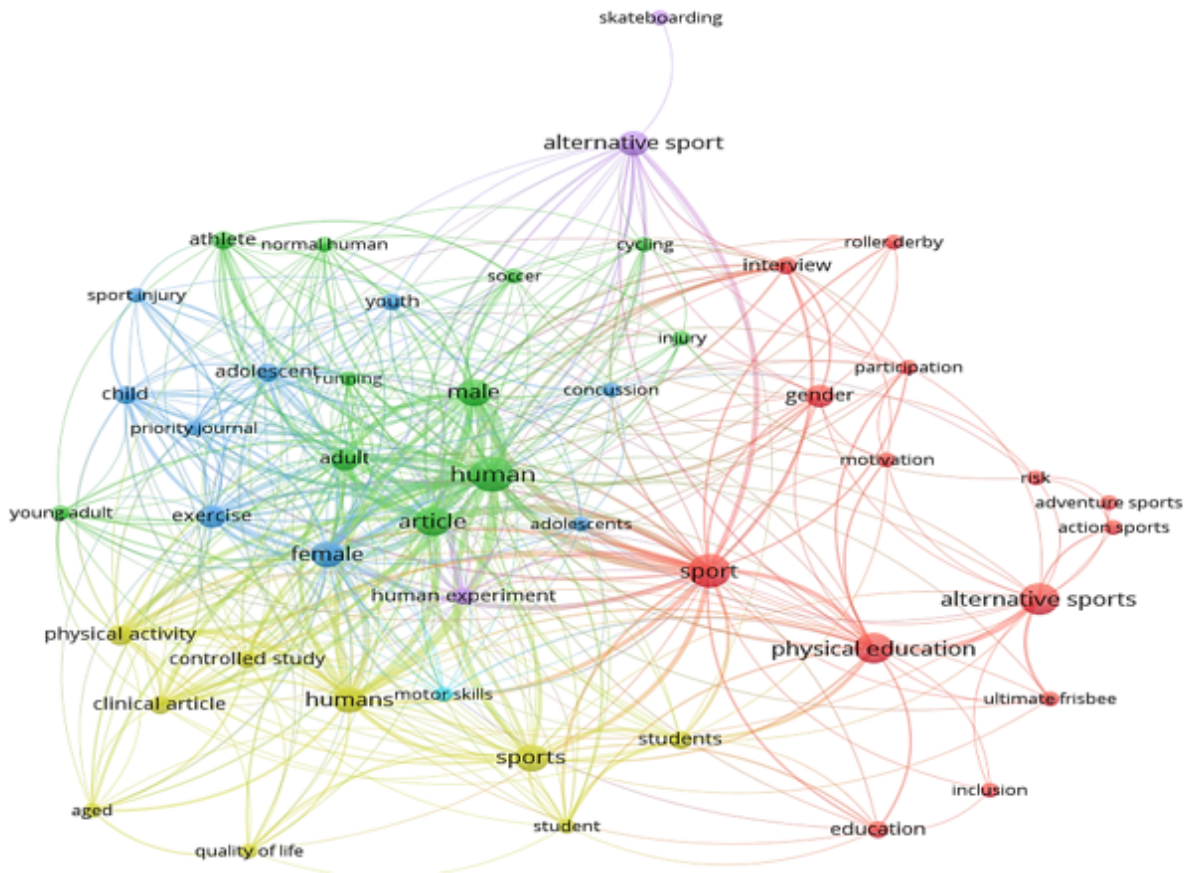 skateboarding
alternative sport
athlete
normal human
cycling
roller derby
interview
soccer
sport injury
youth
injury
participation
adolescent
running
child
male
concussion
gender
priority journal
adult
motivation
human
risk
adventure sports
young adult
exercise
article
adolescents
action sports
female
sport
human experiment
alternative sports
physical activity
controlled study
physical education
clinical article
humans
motor skills
ultimate frisbee
students
sports
inclusion
aged
student
education
quality of life